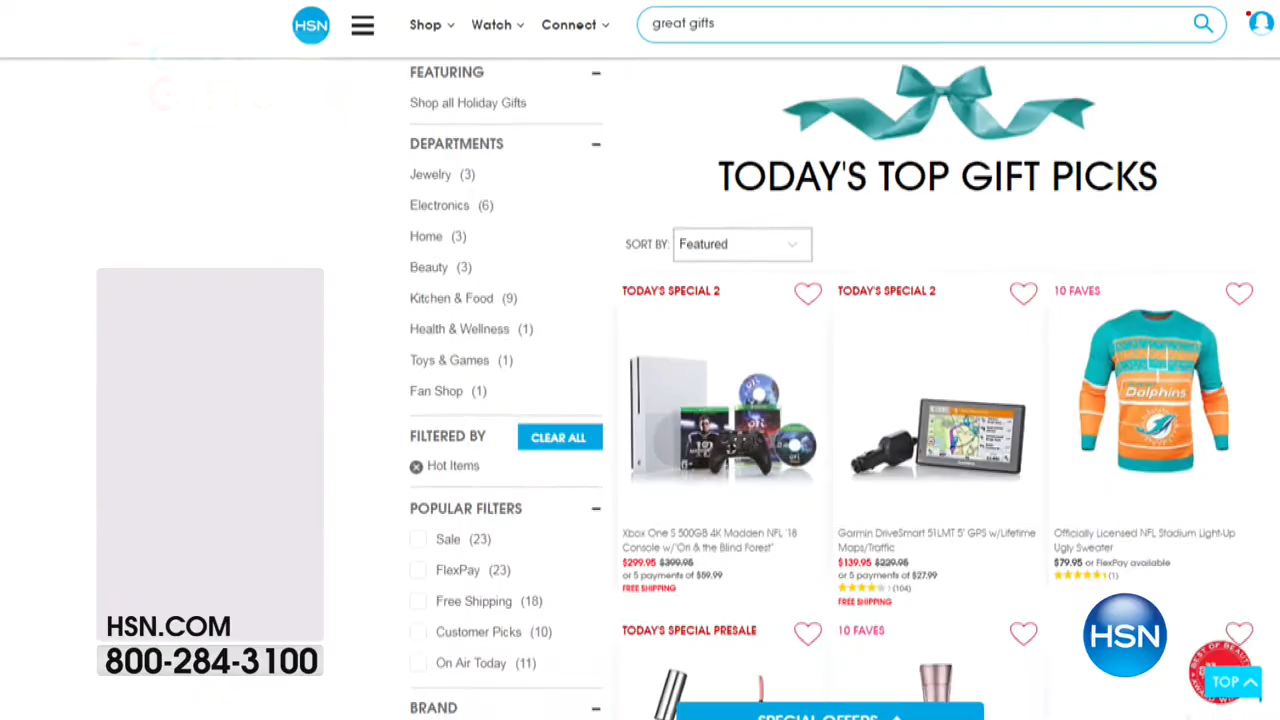 HSN
Shop
Watch
Connect
great gifts
FEATURING
Shop all Holiday Gifts
DEPARTMENTS
Jewelry (3)
Electronics (6)
Home (3)
Beauty (3)
Kitchen & Food (9)
Health & Wellness (1)
Toys & Games (1)
Fan Shop (1)
FILTERED BY
CLEAR ALL
Hot Items
POPULAR FILTERS
Sale (23)
FlexPay (23)
Free Shipping (18)
Customer Picks (10)
On Air Today (11)
BRAND
TODAY'S TOP GIFT PICKS
SORT BY: Featured
TODAY'S SPECIAL 2
Xbox One S 500GB 4K Madden NFL '18
Console w/"Ori & the Blind Forest"
$299.95 $399.95
or 5 payments of $59.99
FREE SHIPPING
TODAY'S SPECIAL 2
Garmin DriveSmart 51LMT 5" GPS w/Lifetime
Maps/Traffic
$139.95 $229.95
or 5 payments of $27.99
(104)
FREE SHIPPING
10 FAVES
Dolphins
Officially Licensed NFL Stadium Light-Up
Ugly Sweater
$79.95 or FlexPay available
(1)
TODAY'S SPECIAL PRESALE
10 FAVES
SPECIAL OFFERS
HSN
BEST OF BEAUTY
TOP
HSN.COM
800-284-3100